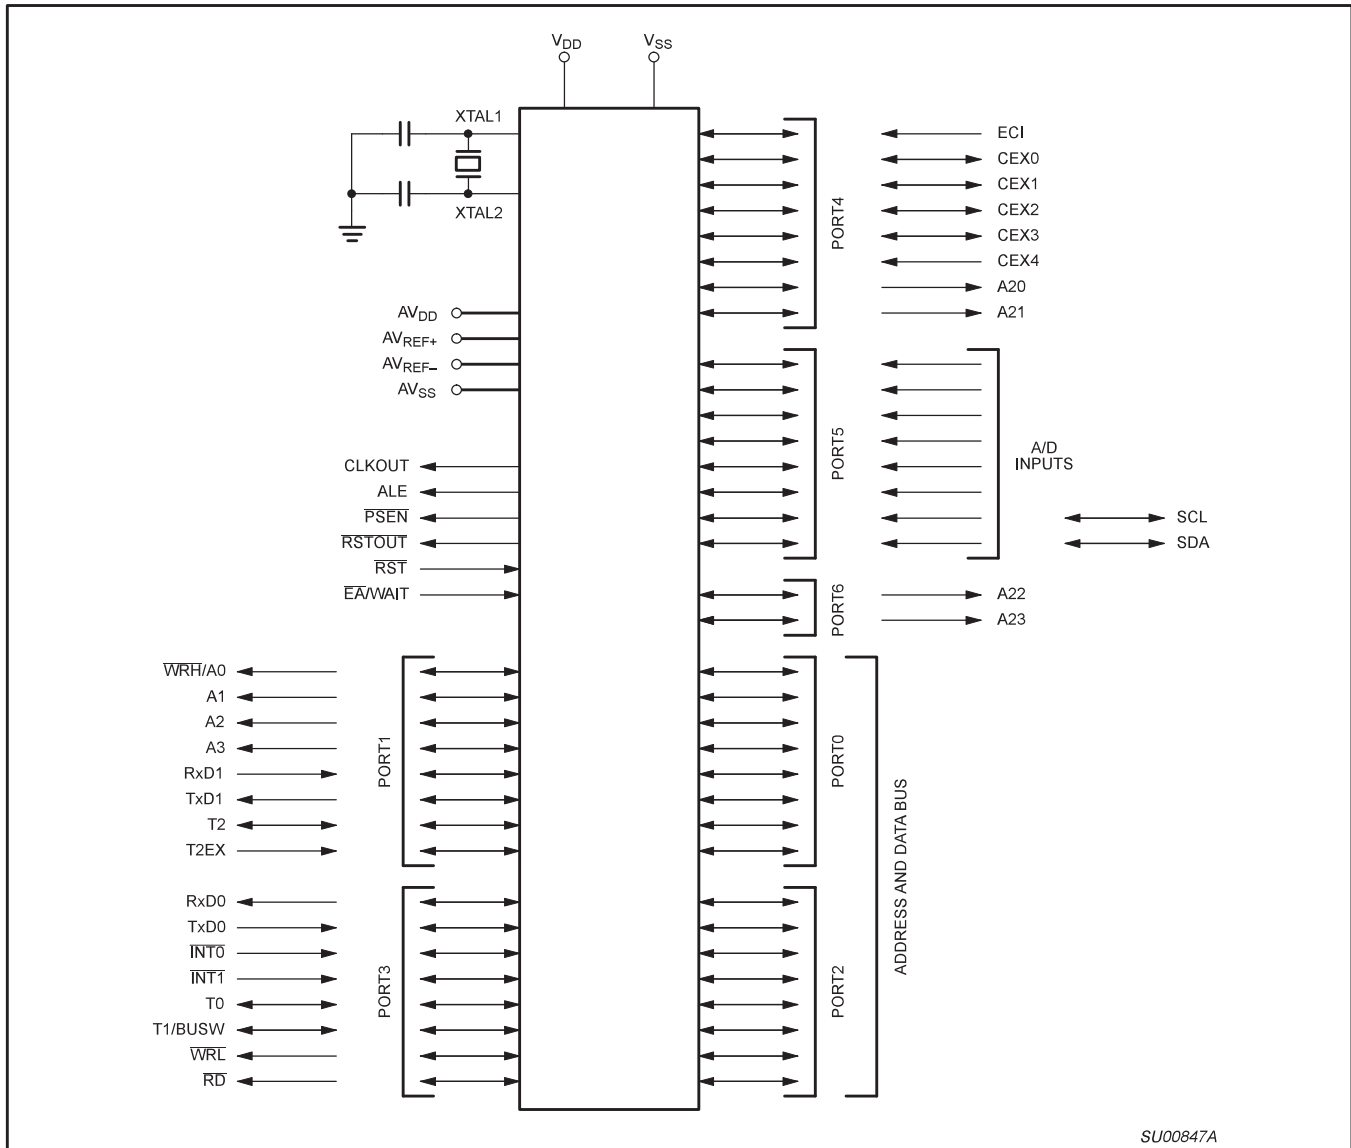 VDD
VSS
XTAL1
XTAL2
AVDD
AVREF+
AVREF–
AVSS
CLKOUT
ALE
PSEN
RSTOUT
RST
EA/WAIT
WRH/A0
A1
A2
A3
RxD1
TxD1
T2
T2EX
PORT1
RxD0
TxD0
INT0
INT1
T0
T1/BUSW
WRL
RD
PORT3
PORT4
ECI
CEX0
CEX1
CEX2
CEX3
CEX4
A20
A21
PORT5
A/D
INPUTS
SCL
SDA
PORT6
A22
A23
PORT0
PORT2
ADDRESS AND DATA BUS
SU00847A